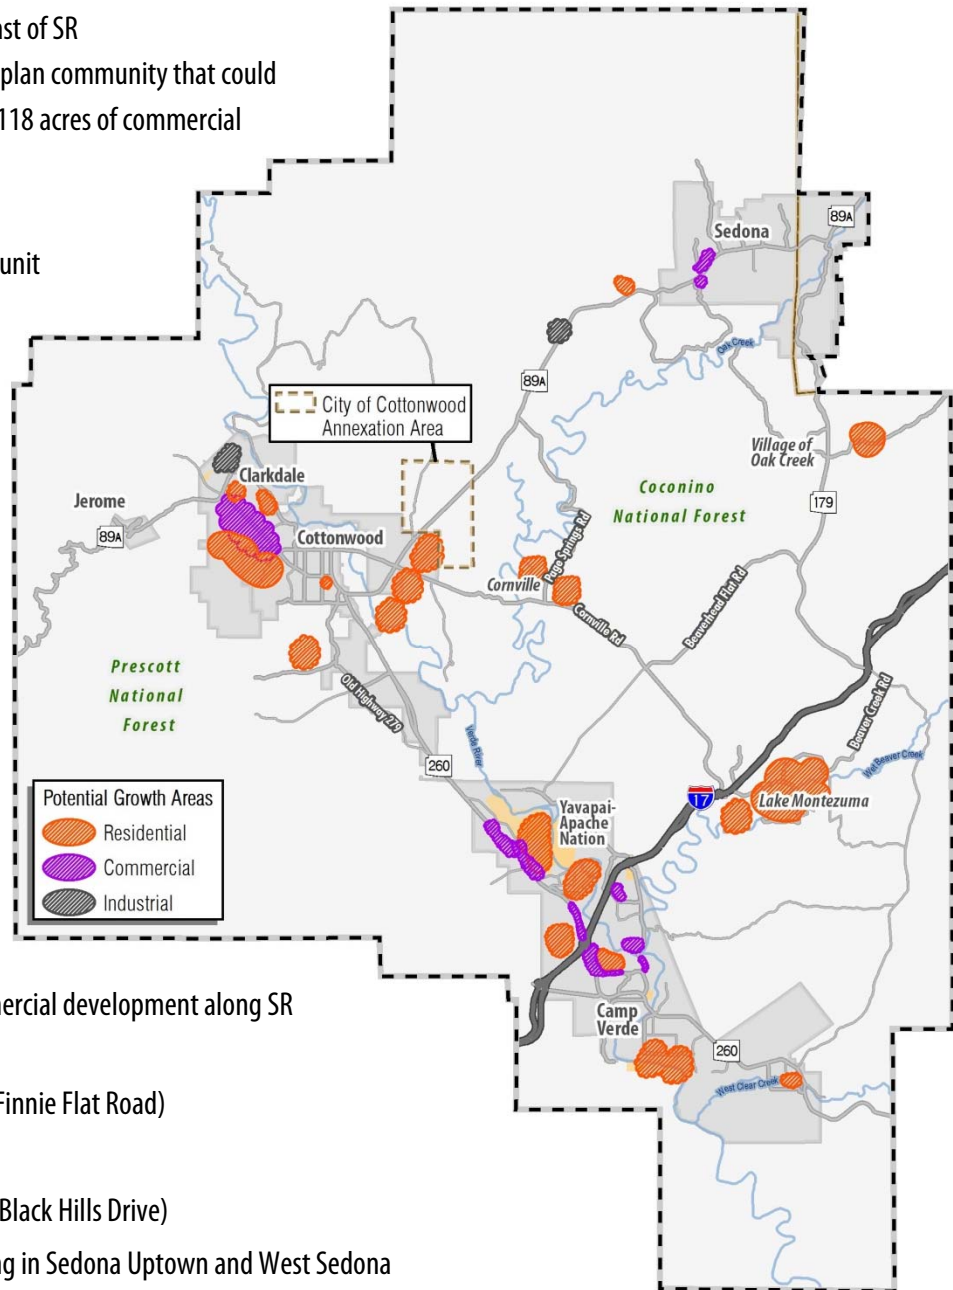 ast of SR
plan community that could
118 acres of commercial
unit
Sedona
89A
Oak Creek
89A
City of Cottonwood
Annexation Area
Village of
Oak Creek
Clarkdale
Jerome
Coconino
National Forest
179
89A
Cottonwood
Page Springs Rd
Cornville
Beaverhead Flat Rd
Cornville Rd
Prescott
National
Forest
Old Highway 279
Beaver Creek Rd
Verde River
260
Wet Beaver Creek
Potential Growth Areas
Residential
Commercial
Industrial
17
Lake Montezuma
Yavapai-
Apache
Nation
mercial development along SR
Camp
Verde
260
West Clear Creek
Finnie Flat Road)
Black Hills Drive)
ng in Sedona Uptown and West Sedona